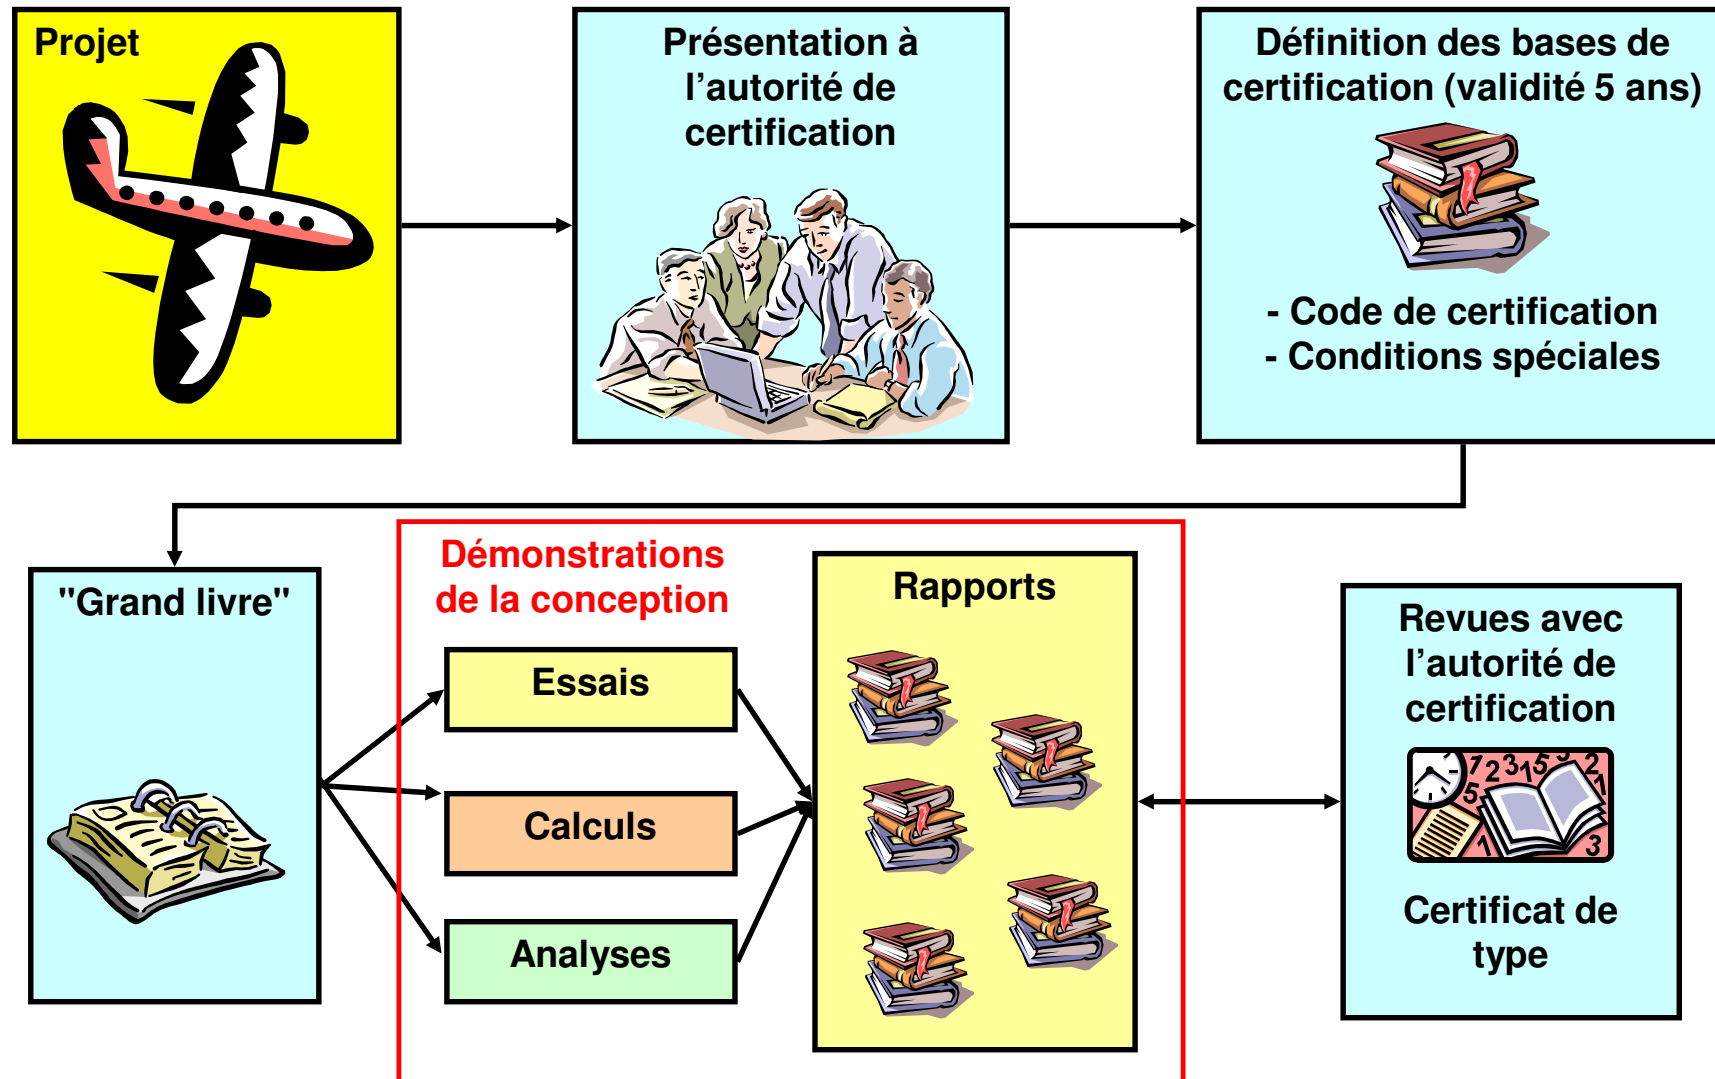 Projet
Présentation à
l’autorité de
certification
Définition des bases de
certification (validité 5 ans)
- Code de certification
- Conditions spéciales
"Grand livre"
Démonstrations
de la conception
Essais
Calculs
Analyses
Rapports
Revues avec
l’autorité de
certification
Certificat de
type